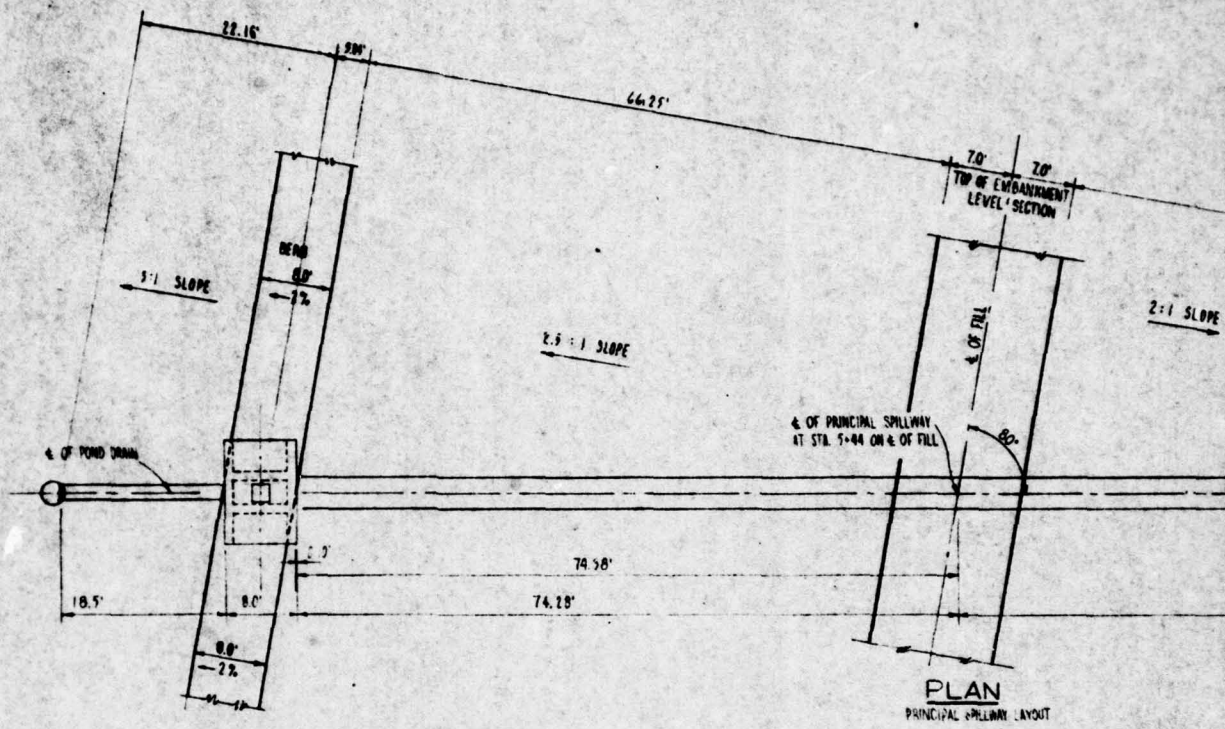 22.16'
66.25'
7.0'
7.0'
TOP OF EMBANKMENT
LEVEL SECTION
BERM
8.0'
2%
5:1 SLOPE
2.5:1 SLOPE
℄ OF FILL
2:1 SLOPE
℄ OF PRINCIPAL SPILLWAY
AT STA. 5+44 ON ℄ OF FILL
80°
℄ OF POND DRAIN
74.58'
18.5'
8.0'
74.28'
8.0'
2%
PLAN
PRINCIPAL SPILLWAY LAYOUT